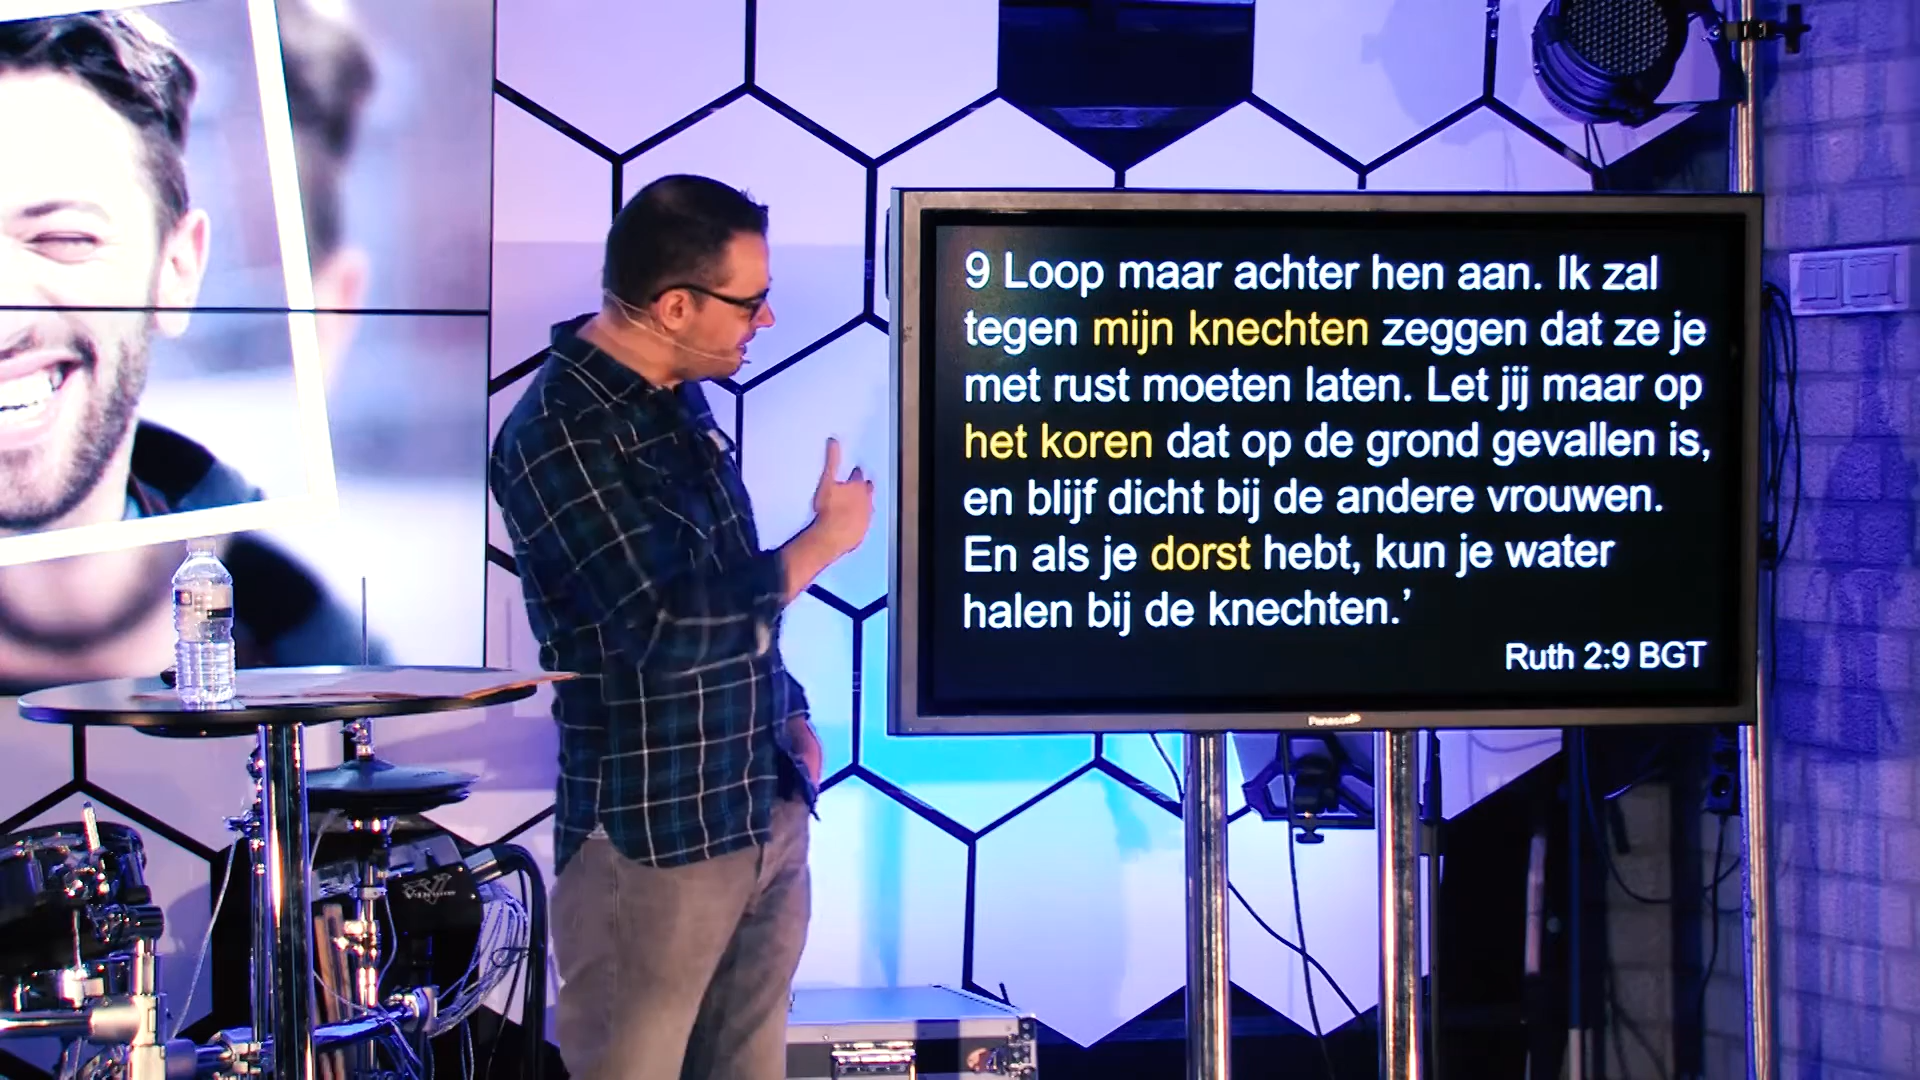 9 Loop maar achter hen aan. Ik zal
tegen mijn knechten zeggen dat ze je
met rust moeten laten. Let jij maar op
het koren dat op de grond gevallen is,
en blijf dicht bij de andere vrouwen.
En als je dorst hebt, kun je water
halen bij de knechten.’
Ruth 2:9 BGT
Panasonic